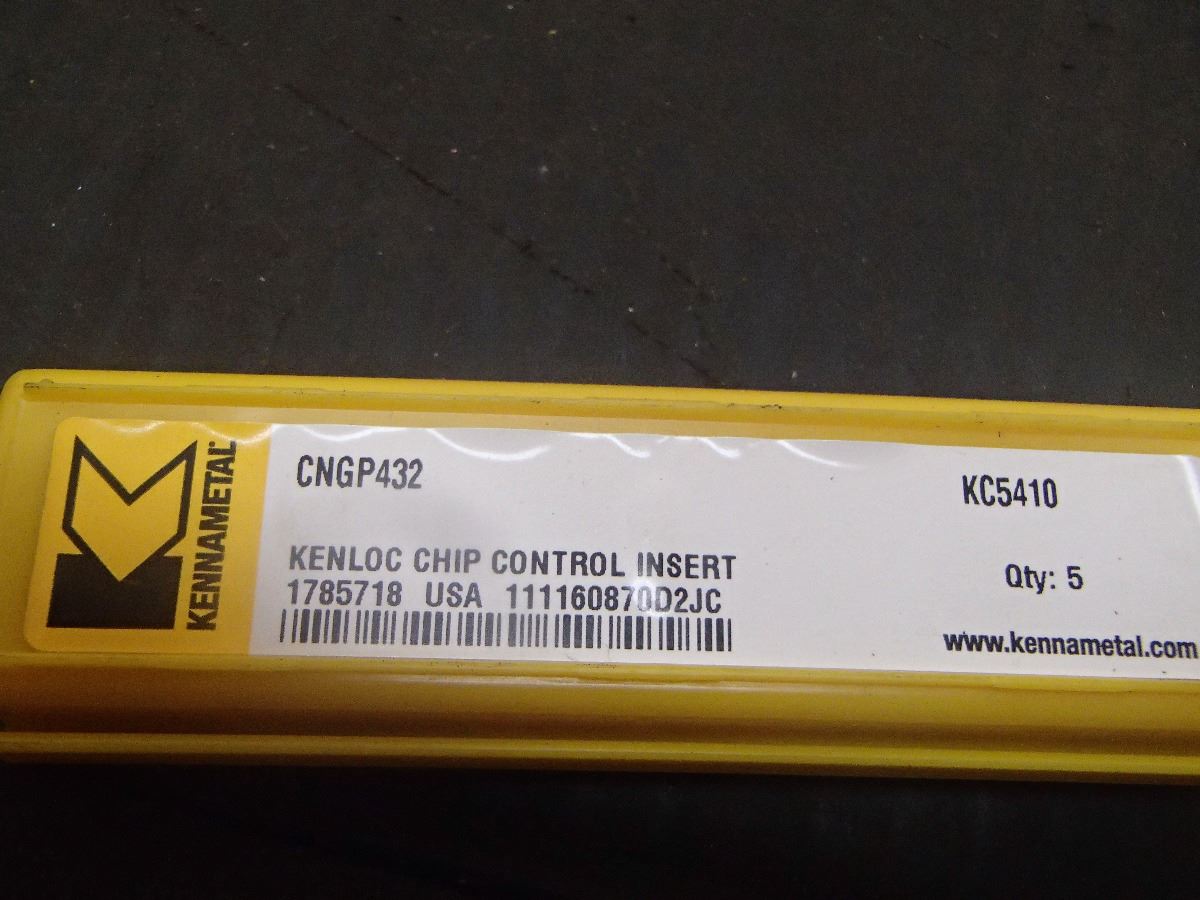 KENNAMETAL
CNGP432
KC5410
KENLOC CHIP CONTROL INSERT
Qty: 5
1785718 USA 111160870D2JC
www.kennametal.com